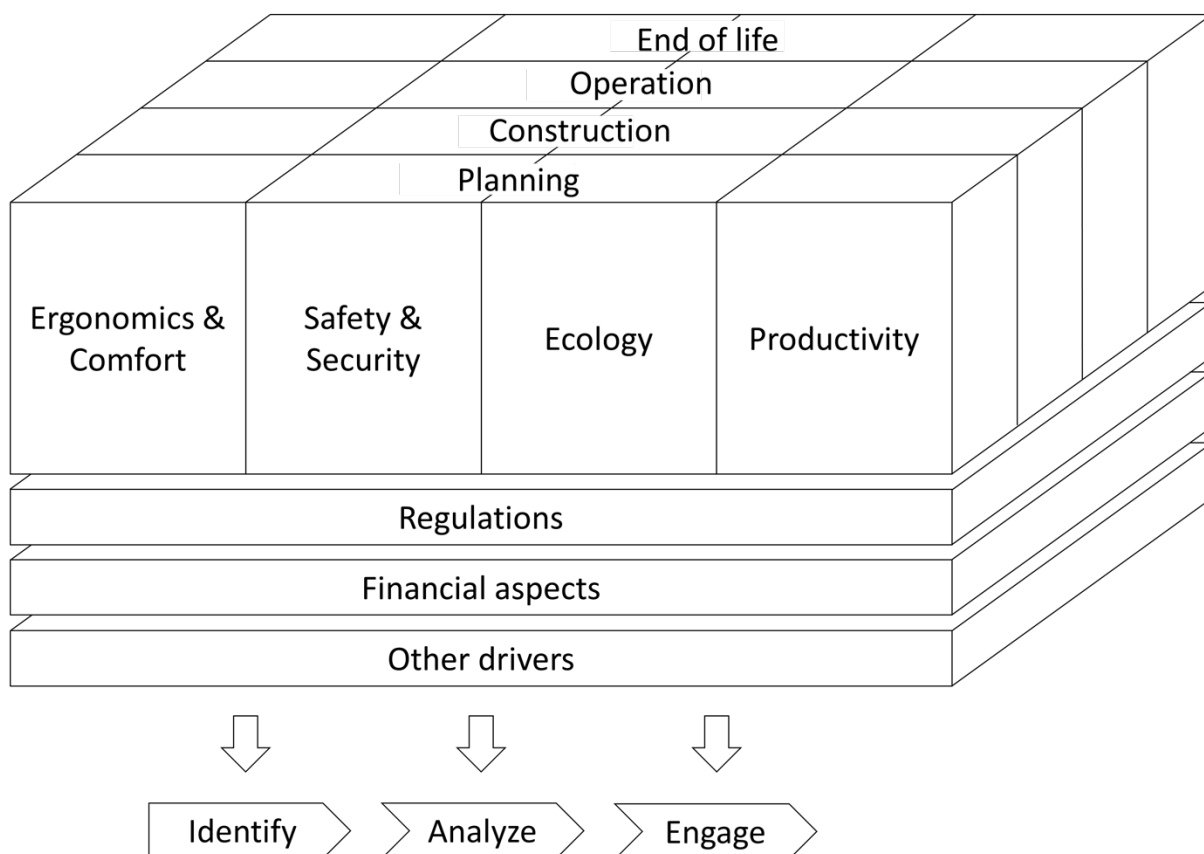 End of life
Operation
Construction
Planning
Ergonomics &
Comfort
Safety &
Security
Ecology
Productivity
Regulations
Financial aspects
Other drivers
Identify
Analyze
Engage